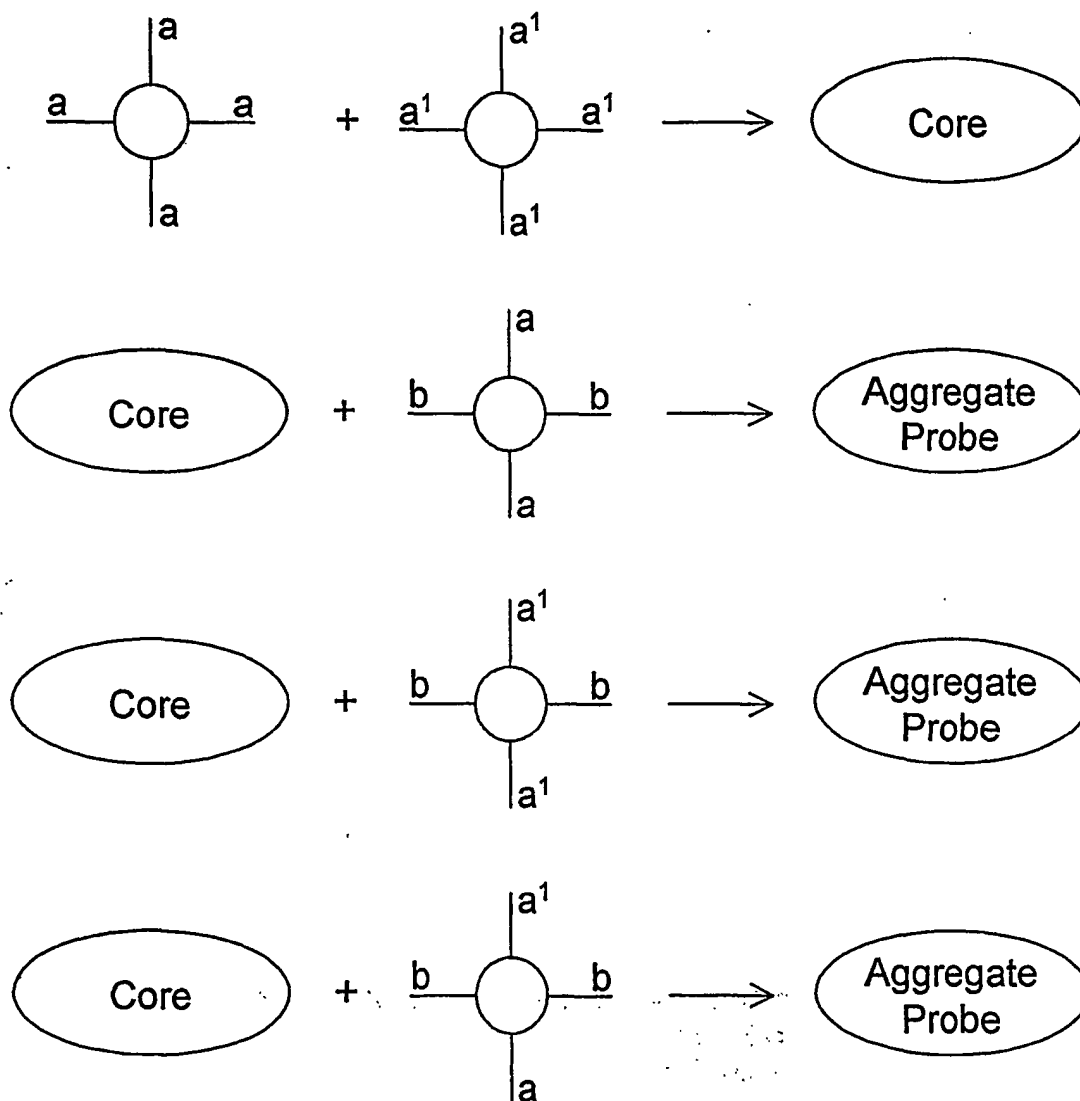 a a¹
a a + a¹ a¹ Core
a a¹
a
Core + b b Aggregate
Probe
a
a¹
Core + b b Aggregate
Probe
a¹
a¹
Core + b b Aggregate
Probe
a